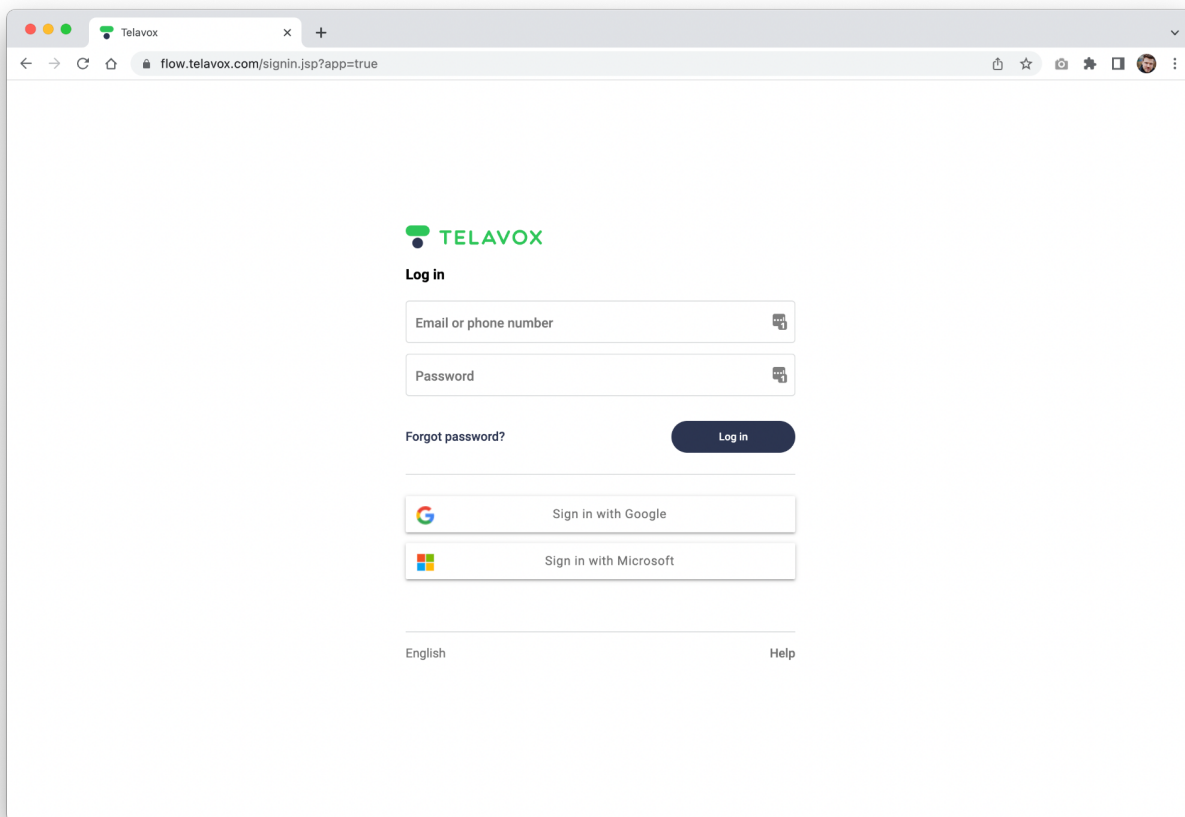 Telavox
flow.telavox.com/signin.jsp?app=true
TELAVOX
Log in
Email or phone number
Password
Forgot password?
Log in
Sign in with Google
Sign in with Microsoft
English
Help